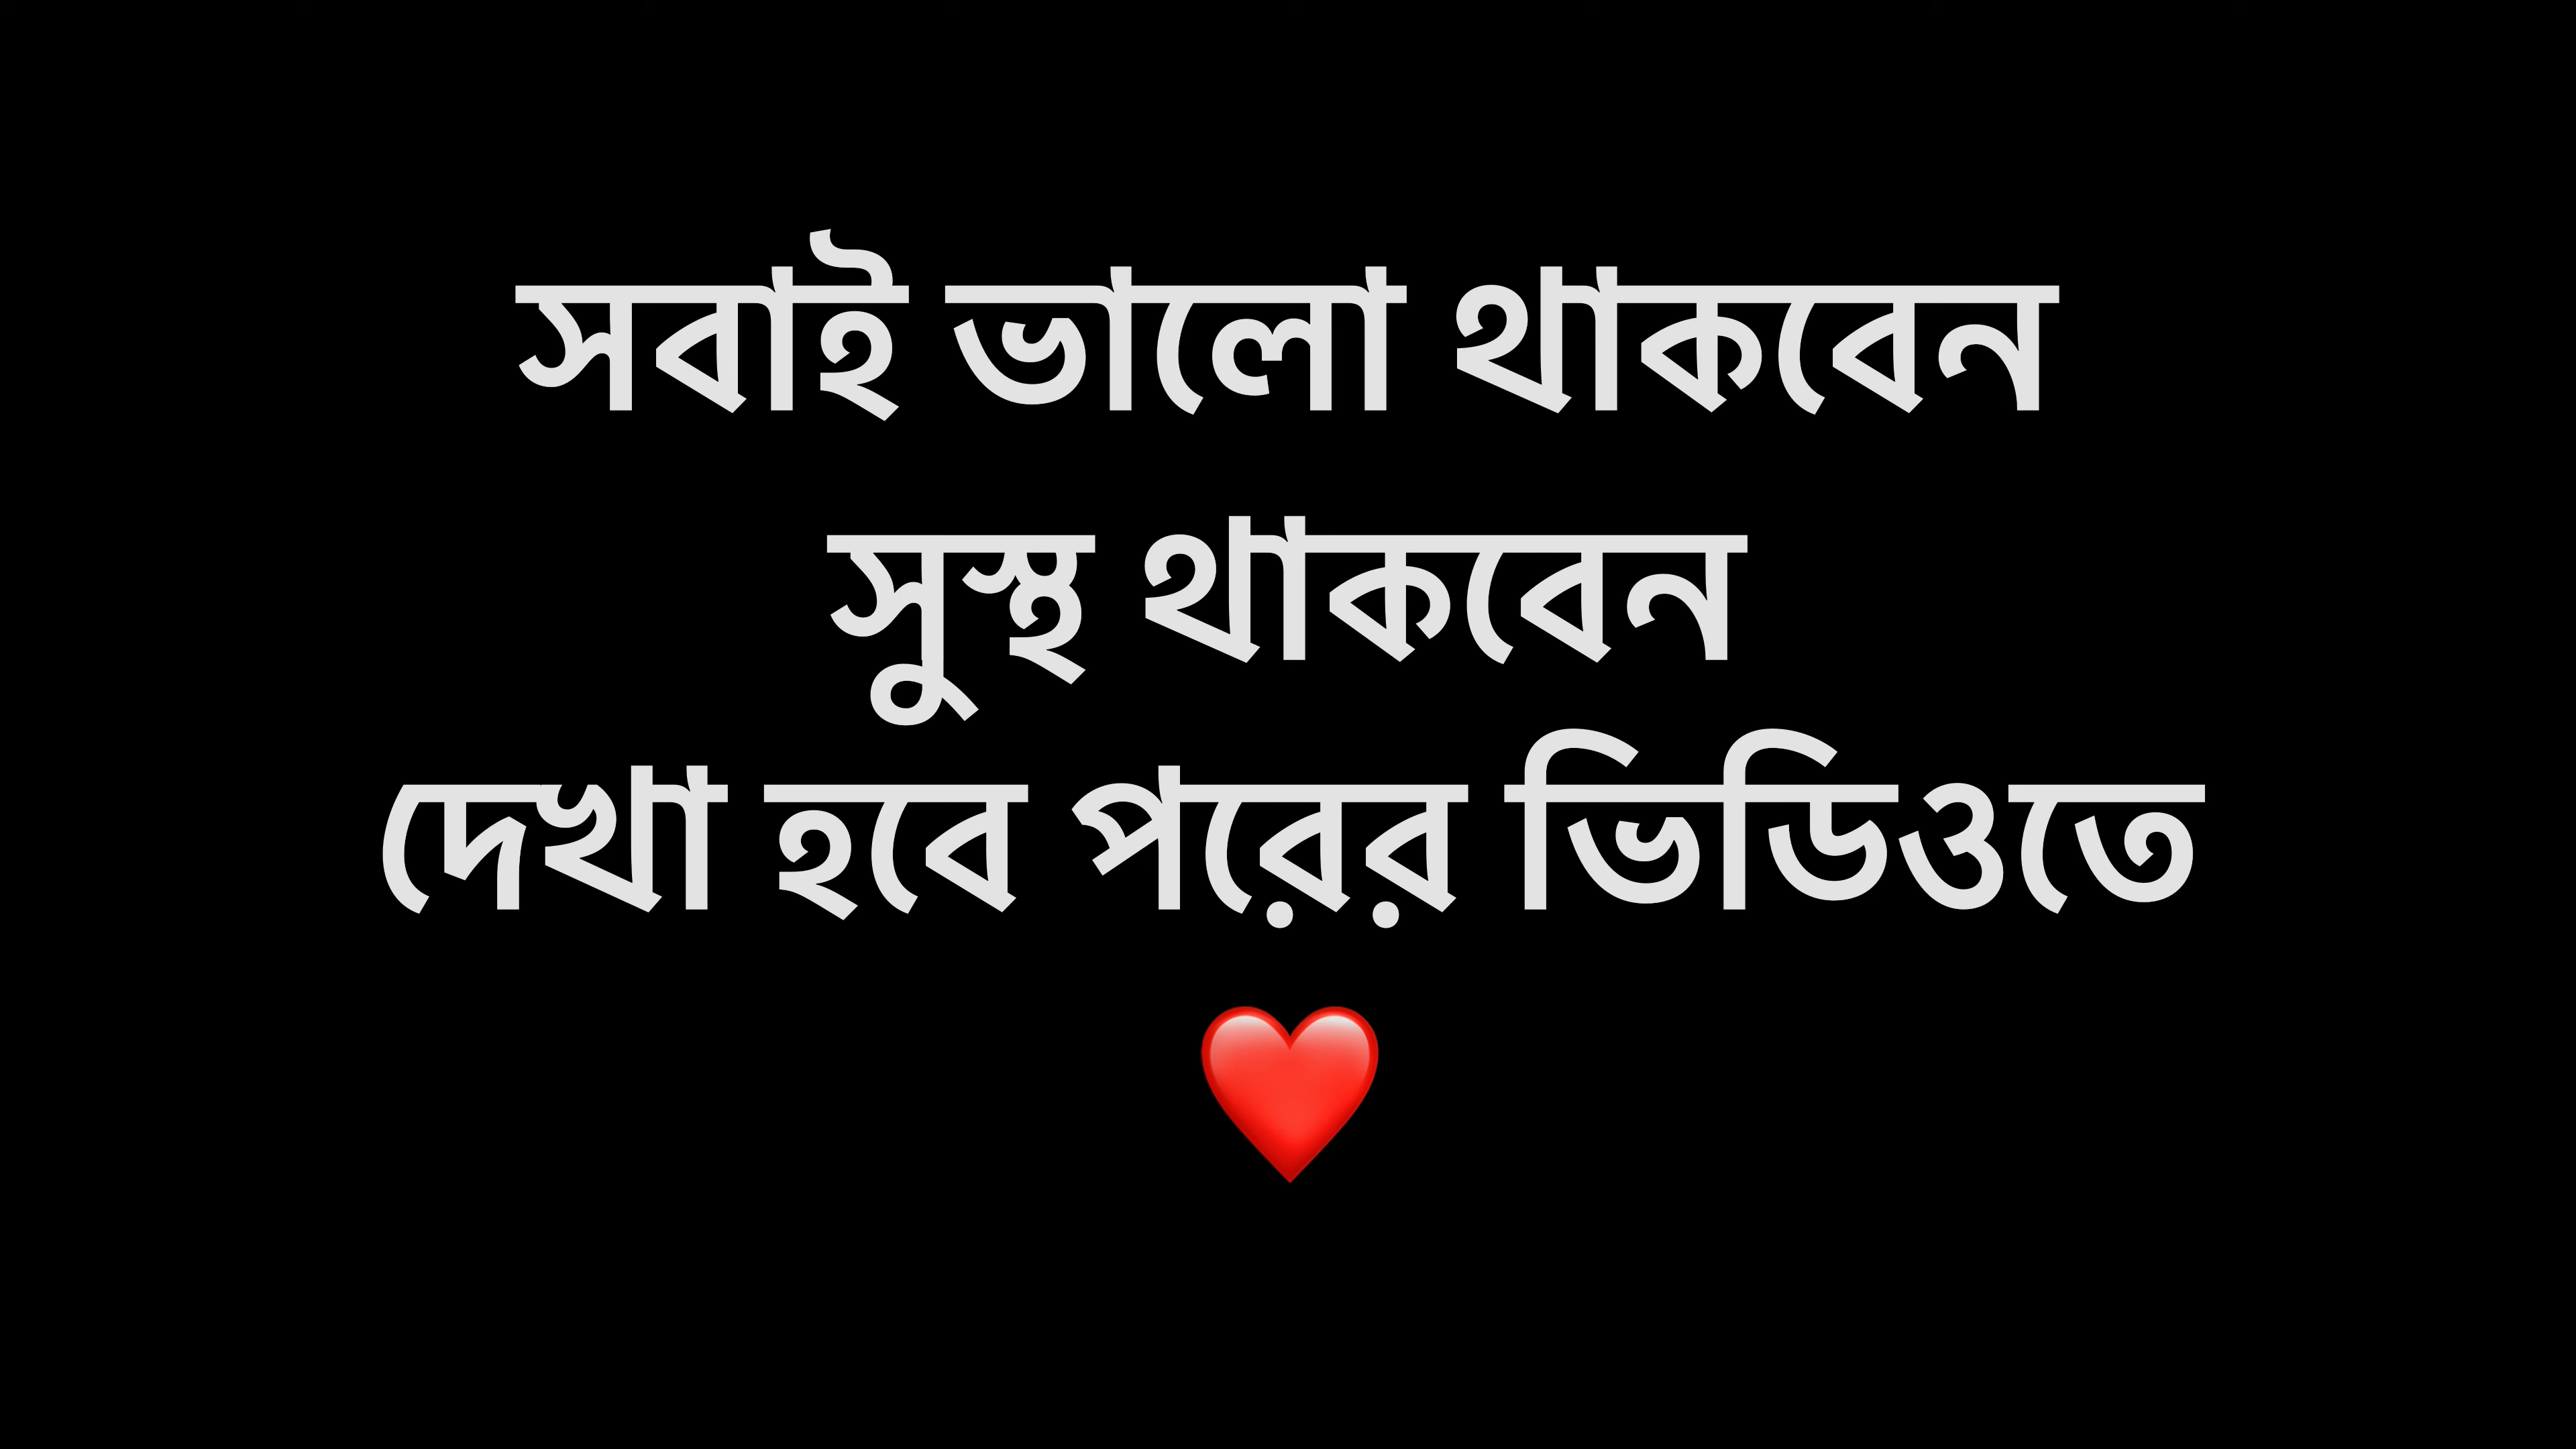 সবাই ভালো থাকবেন
সুস্থ থাকবেন
দেখা হবে পরের ভিডিওতে
❤️